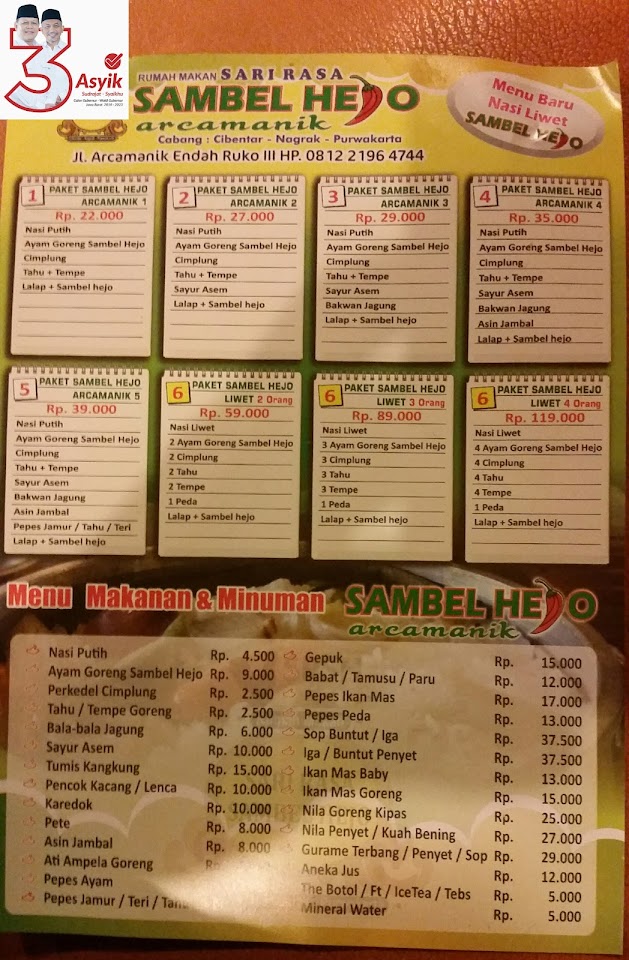 3 Asyik
Sudrajat - Syaikhu
Calon Gubernur - Wakil Gubernur
Jawa Barat 2018 - 2023
RUMAH MAKAN SARI RASA
SAMBEL HEJO
arcamanik
Cabang : Cibentar - Nagrak - Purwakarta
Jl. Arcamanik Endah Ruko III HP. 0812 2196 4744
Menu Baru
Nasi Liwet
SAMBEL HEJO
1 PAKET SAMBEL HEJO
ARCAMANIK 1
Rp. 22.000
Nasi Putih
Ayam Goreng Sambel Hejo
Cimplung
Tahu + Tempe
Lalap + Sambel hejo
2 PAKET SAMBEL HEJO
ARCAMANIK 2
Rp. 27.000
Nasi Putih
Ayam Goreng Sambel Hejo
Cimplung
Tahu + Tempe
Sayur Asem
Lalap + Sambel hejo
3 PAKET SAMBEL HEJO
ARCAMANIK 3
Rp. 29.000
Nasi Putih
Ayam Goreng Sambel Hejo
Cimplung
Tahu + Tempe
Sayur Asem
Bakwan Jagung
Lalap + Sambel hejo
4 PAKET SAMBEL HEJO
ARCAMANIK 4
Rp. 35.000
Nasi Putih
Ayam Goreng Sambel Hejo
Cimplung
Tahu + Tempe
Sayur Asem
Bakwan Jagung
Asin Jambal
Lalap + Sambel hejo
5 PAKET SAMBEL HEJO
ARCAMANIK 5
Rp. 39.000
Nasi Putih
Ayam Goreng Sambel Hejo
Cimplung
Tahu + Tempe
Sayur Asem
Bakwan Jagung
Asin Jambal
Pepes Jamur / Tahu / Teri
Lalap + Sambel hejo
6 PAKET SAMBEL HEJO
LIWET 2 Orang
Rp. 59.000
Nasi Liwet
2 Ayam Goreng Sambel Hejo
2 Cimplung
2 Tahu
2 Tempe
1 Peda
Lalap + Sambel hejo
6 PAKET SAMBEL HEJO
LIWET 3 Orang
Rp. 89.000
Nasi Liwet
3 Ayam Goreng Sambel Hejo
3 Cimplung
3 Tahu
3 Tempe
1 Peda
Lalap + Sambel hejo
6 PAKET SAMBEL HEJO
LIWET 4 Orang
Rp. 119.000
Nasi Liwet
4 Ayam Goreng Sambel Hejo
4 Cimplung
4 Tahu
4 Tempe
1 Peda
Lalap + Sambel hejo
Menu Makanan & Minuman SAMBEL HEJO
arcamanik
Nasi Putih Rp. 4.500
Ayam Goreng Sambel Hejo Rp. 9.000
Perkedel Cimplung Rp. 2.500
Tahu / Tempe Goreng Rp. 2.500
Bala-bala Jagung Rp. 6.000
Sayur Asem Rp. 10.000
Tumis Kangkung Rp. 15.000
Pencok Kacang / Lenca Rp. 10.000
Karedok Rp. 10.000
Pete Rp. 8.000
Asin Jambal Rp. 8.000
Ati Ampela Goreng
Pepes Ayam
Pepes Jamur / Teri /
Gepuk Rp. 15.000
Babat / Tamusu / Paru Rp. 12.000
Pepes Ikan Mas Rp. 17.000
Pepes Peda Rp. 13.000
Sop Buntut / Iga Rp. 37.500
Iga / Buntut Penyet Rp. 37.500
Ikan Mas Baby Rp. 13.000
Ikan Mas Goreng Rp. 15.000
Nila Goreng Kipas Rp. 25.000
Nila Penyet / Kuah Bening Rp. 27.000
Gurame Terbang / Penyet / Sop Rp. 29.000
Aneka Jus Rp. 12.000
The Botol / Ft / IceTea / Tebs Rp. 5.000
Mineral Water Rp. 5.000